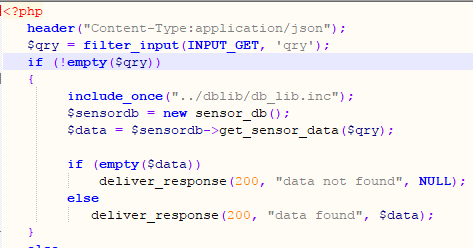 <?php
header("Content-Type:application/json");
$qry = filter_input(INPUT_GET, 'qry');
if (!empty($qry))
{
include_once("../dblib/db_lib.inc");
$sensordb = new sensor_db();
$data = $sensordb->get_sensor_data($qry);
if (empty($data))
deliver_response(200, "data not found", NULL);
else
deliver_response(200, "data found", $data);
}
else